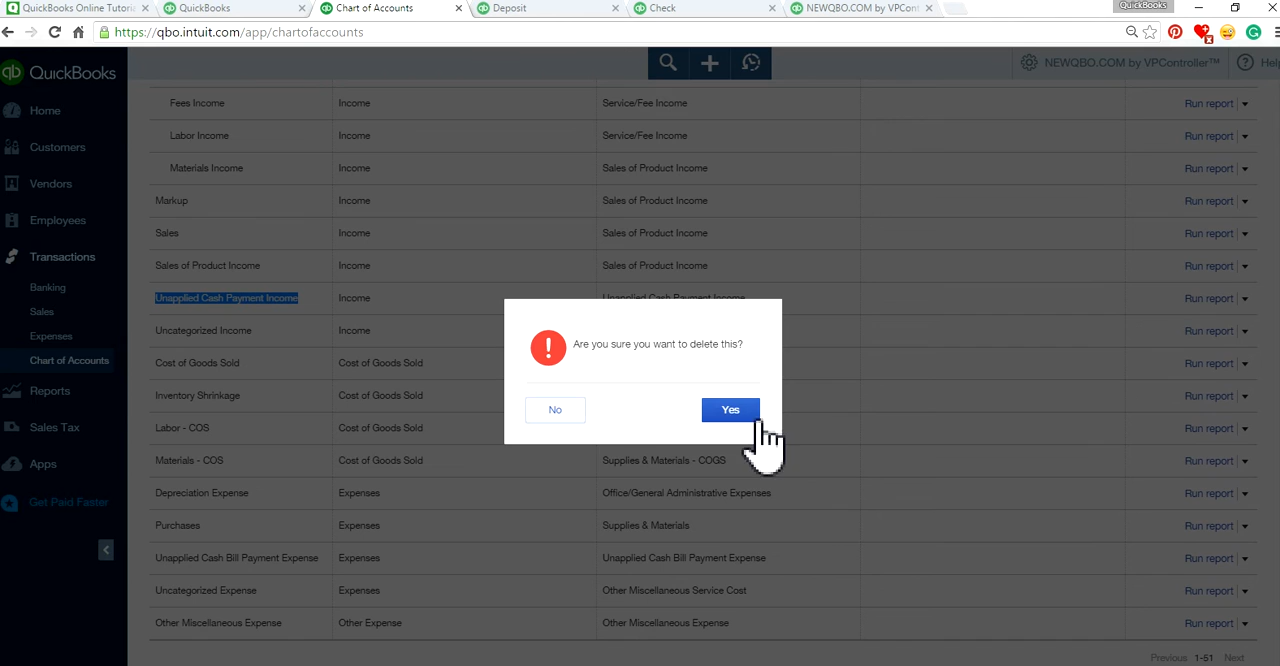 QuickBooks Online Tutoria
QuickBooks
Chart of Accounts
Deposit
Check
NEWQBO.COM by VPCont
QuickBooks
https://qbo.intuit.com/app/chartofaccounts
qb QuickBooks
NEWQBO.COM by VPController™
Hel
Home
Customers
Vendors
Employees
Transactions
Banking
Sales
Expenses
Chart of Accounts
Reports
Sales Tax
Apps
Get Paid Faster
Fees Income Income Service/Fee Income Run report
Labor Income Income Service/Fee Income Run report
Materials Income Income Sales of Product Income Run report
Markup Income Sales of Product Income Run report
Sales Income Sales of Product Income Run report
Sales of Product Income Income Sales of Product Income Run report
Unapplied Cash Payment Income Income Unapplied Cash Payment Income Run report
Uncategorized Income Income Run report
Cost of Goods Sold Cost of Goods Sold Run report
Inventory Shrinkage Cost of Goods Sold Run report
Labor - COS Cost of Goods Sold Run report
Materials - COS Cost of Goods Sold Supplies & Materials - COGS Run report
Depreciation Expense Expenses Office/General Administrative Expenses Run report
Purchases Expenses Supplies & Materials Run report
Unapplied Cash Bill Payment Expense Expenses Unapplied Cash Bill Payment Expense Run report
Uncategorized Expense Expenses Other Miscellaneous Service Cost Run report
Other Miscellaneous Expense Other Expense Other Miscellaneous Expense Run report
Previous 1-51 Next
Are you sure you want to delete this?
No
Yes